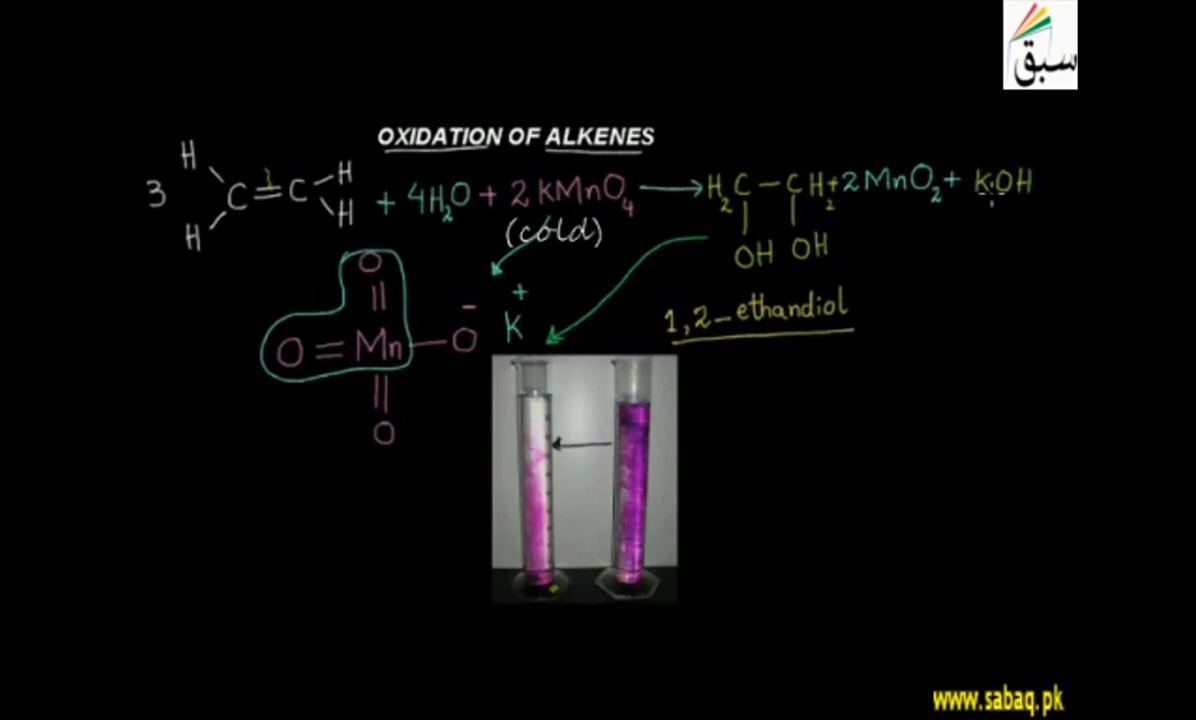 سبق
OXIDATION OF ALKENES
3 H H C = C H H + 4H₂O + 2 KMnO₄ → H₂C – CH₂ + 2MnO₂ + KOH
(cold)
OH OH
1,2-ethandiol
O
O = Mn – O⁻ K⁺
O
www.sabaq.pk